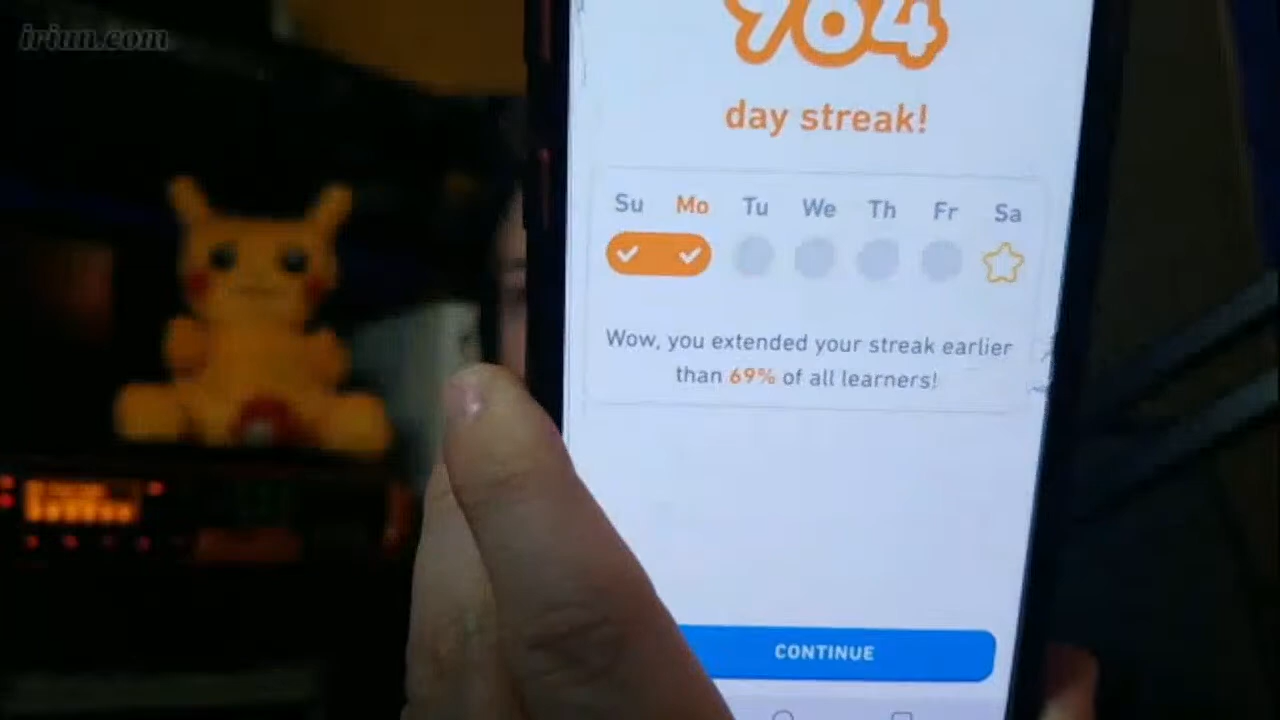 iriun.com
964
day streak!
Su Mo Tu We Th Fr Sa
Wow, you extended your streak earlier
than 69% of all learners!
CONTINUE